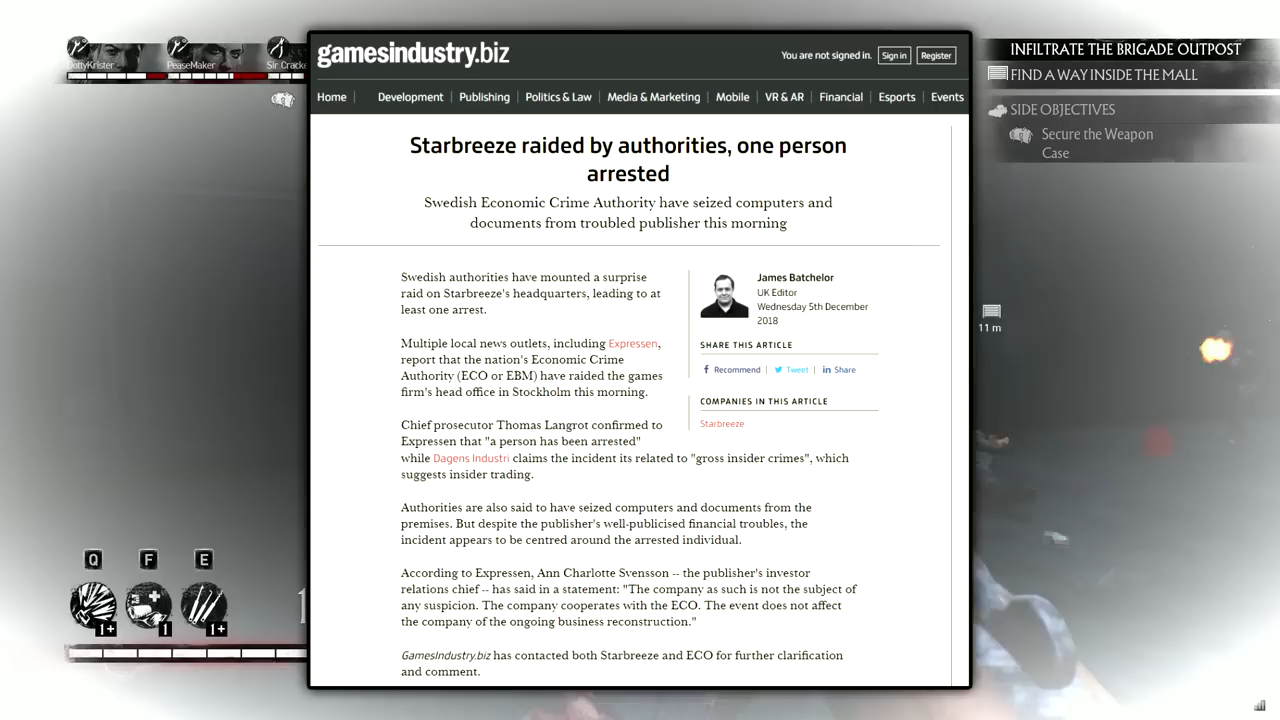 DottyKrister
PeaseMaker
Sir Cracke
gamesindustry.biz
You are not signed in. Sign in Register
Home | Development | Publishing | Politics & Law | Media & Marketing | Mobile | VR & AR | Financial | Esports | Events
Starbreeze raided by authorities, one person
arrested
Swedish Economic Crime Authority have seized computers and
documents from troubled publisher this morning
Swedish authorities have mounted a surprise
raid on Starbreeze's headquarters, leading to at
least one arrest.
Multiple local news outlets, including Expressen,
report that the nation's Economic Crime
Authority (ECO or EBM) have raided the games
firm's head office in Stockholm this morning.
Chief prosecutor Thomas Langrot confirmed to
Expressen that "a person has been arrested"
while Dagens Industri claims the incident its related to "gross insider crimes", which
suggests insider trading.
Authorities are also said to have seized computers and documents from the
premises. But despite the publisher's well-publicised financial troubles, the
incident appears to be centred around the arrested individual.
According to Expressen, Ann Charlotte Svensson -- the publisher's investor
relations chief -- has said in a statement: "The company as such is not the subject of
any suspicion. The company cooperates with the ECO. The event does not affect
the company of the ongoing business reconstruction."
GamesIndustry.biz has contacted both Starbreeze and ECO for further clarification
and comment.
James Batchelor
UK Editor
Wednesday 5th December
2018
SHARE THIS ARTICLE
Recommend | Tweet | in Share
COMPANIES IN THIS ARTICLE
Starbreeze
INFILTRATE THE BRIGADE OUTPOST
FIND A WAY INSIDE THE MALL
SIDE OBJECTIVES
Secure the Weapon
Case
11 m
Q F E
1+ 1 1+